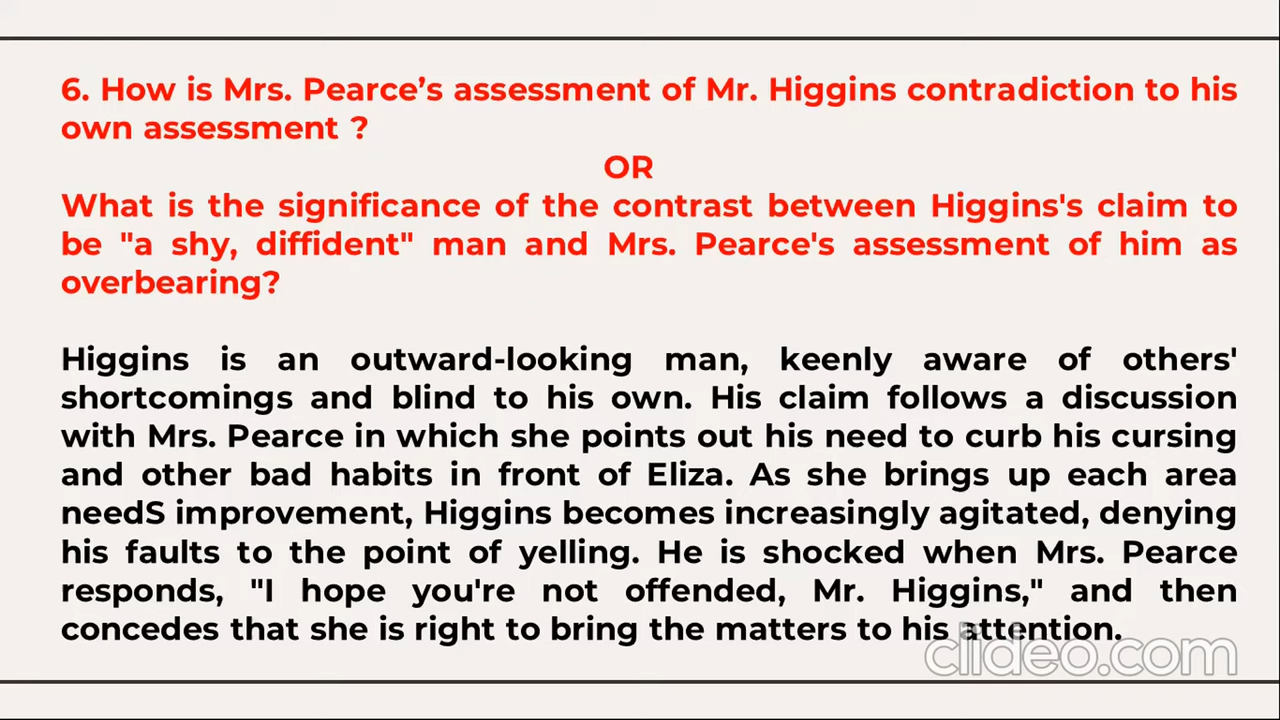 6. How is Mrs. Pearce’s assessment of Mr. Higgins contradiction to his
own assessment ?
OR
What is the significance of the contrast between Higgins's claim to
be "a shy, diffident" man and Mrs. Pearce's assessment of him as
overbearing?
Higgins is an outward-looking man, keenly aware of others'
shortcomings and blind to his own. His claim follows a discussion
with Mrs. Pearce in which she points out his need to curb his cursing
and other bad habits in front of Eliza. As she brings up each area
needS improvement, Higgins becomes increasingly agitated, denying
his faults to the point of yelling. He is shocked when Mrs. Pearce
responds, "I hope you're not offended, Mr. Higgins," and then
concedes that she is right to bring the matters to his attention.
clideo.com